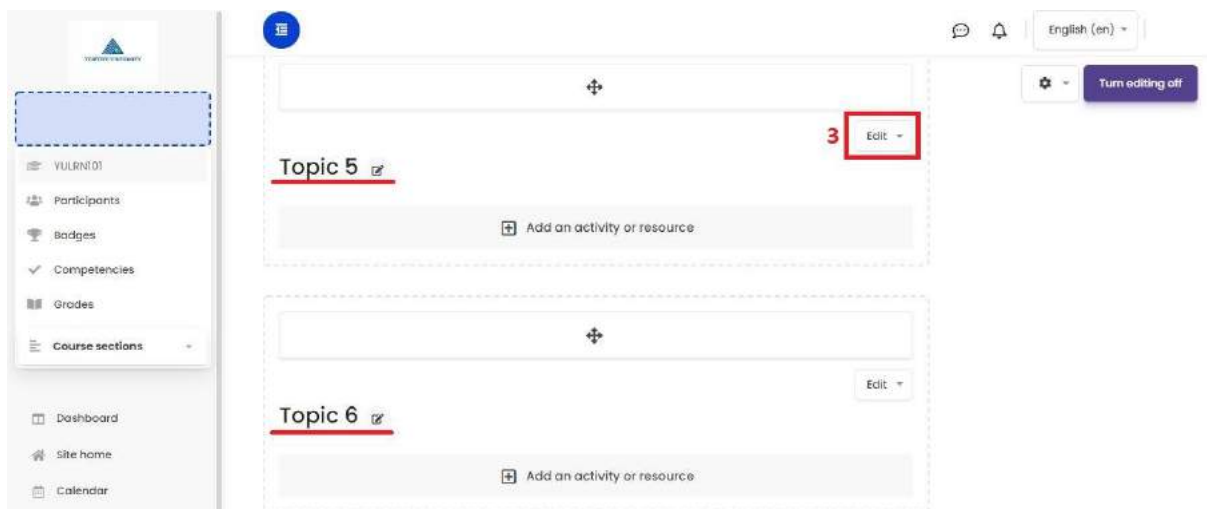 English (en)
Turn editing off
3
Edit
Topic 5
Add an activity or resource
YULRN101
Participants
Badges
Competencies
Grades
Course sections
Edit
Topic 6
Add an activity or resource
Dashboard
Site home
Calendar